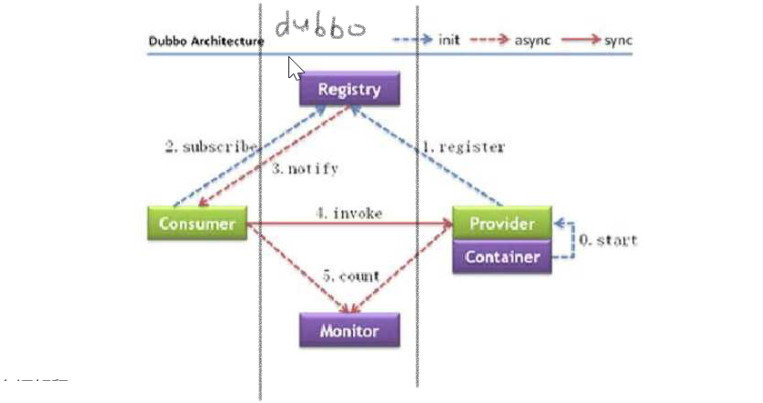 dubbo
Dubbo Architecture
init
async
sync
Registry
2. subscribe
1. register
3. notify
4. invoke
Consumer
Provider
0. start
Container
5. count
Monitor